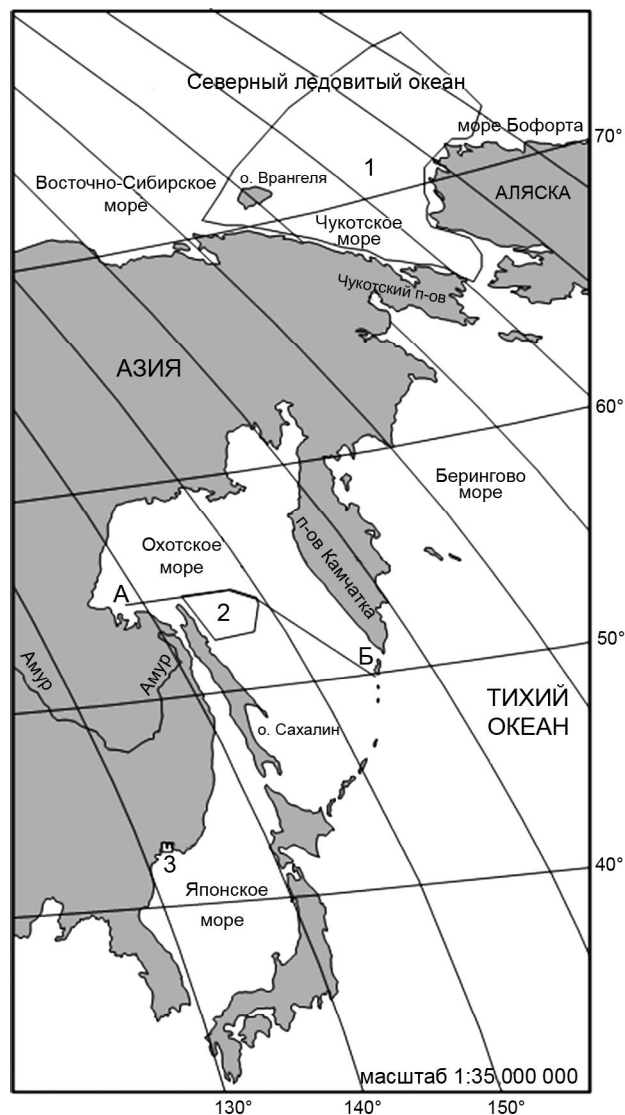 Северный ледовитый океан
море Бофорта
70°
1
о. Врангеля
Восточно-Сибирское
море
АЛЯСКА
Чукотское
море
Чукотский п-ов
АЗИЯ
60°
Берингово
море
п-ов Камчатка
Охотское
море
А
2
50°
Б
Амур
Амур
ТИХИЙ
ОКЕАН
о. Сахалин
3
40°
Японское
море
масштаб 1:35 000 000
130°
140°
150°